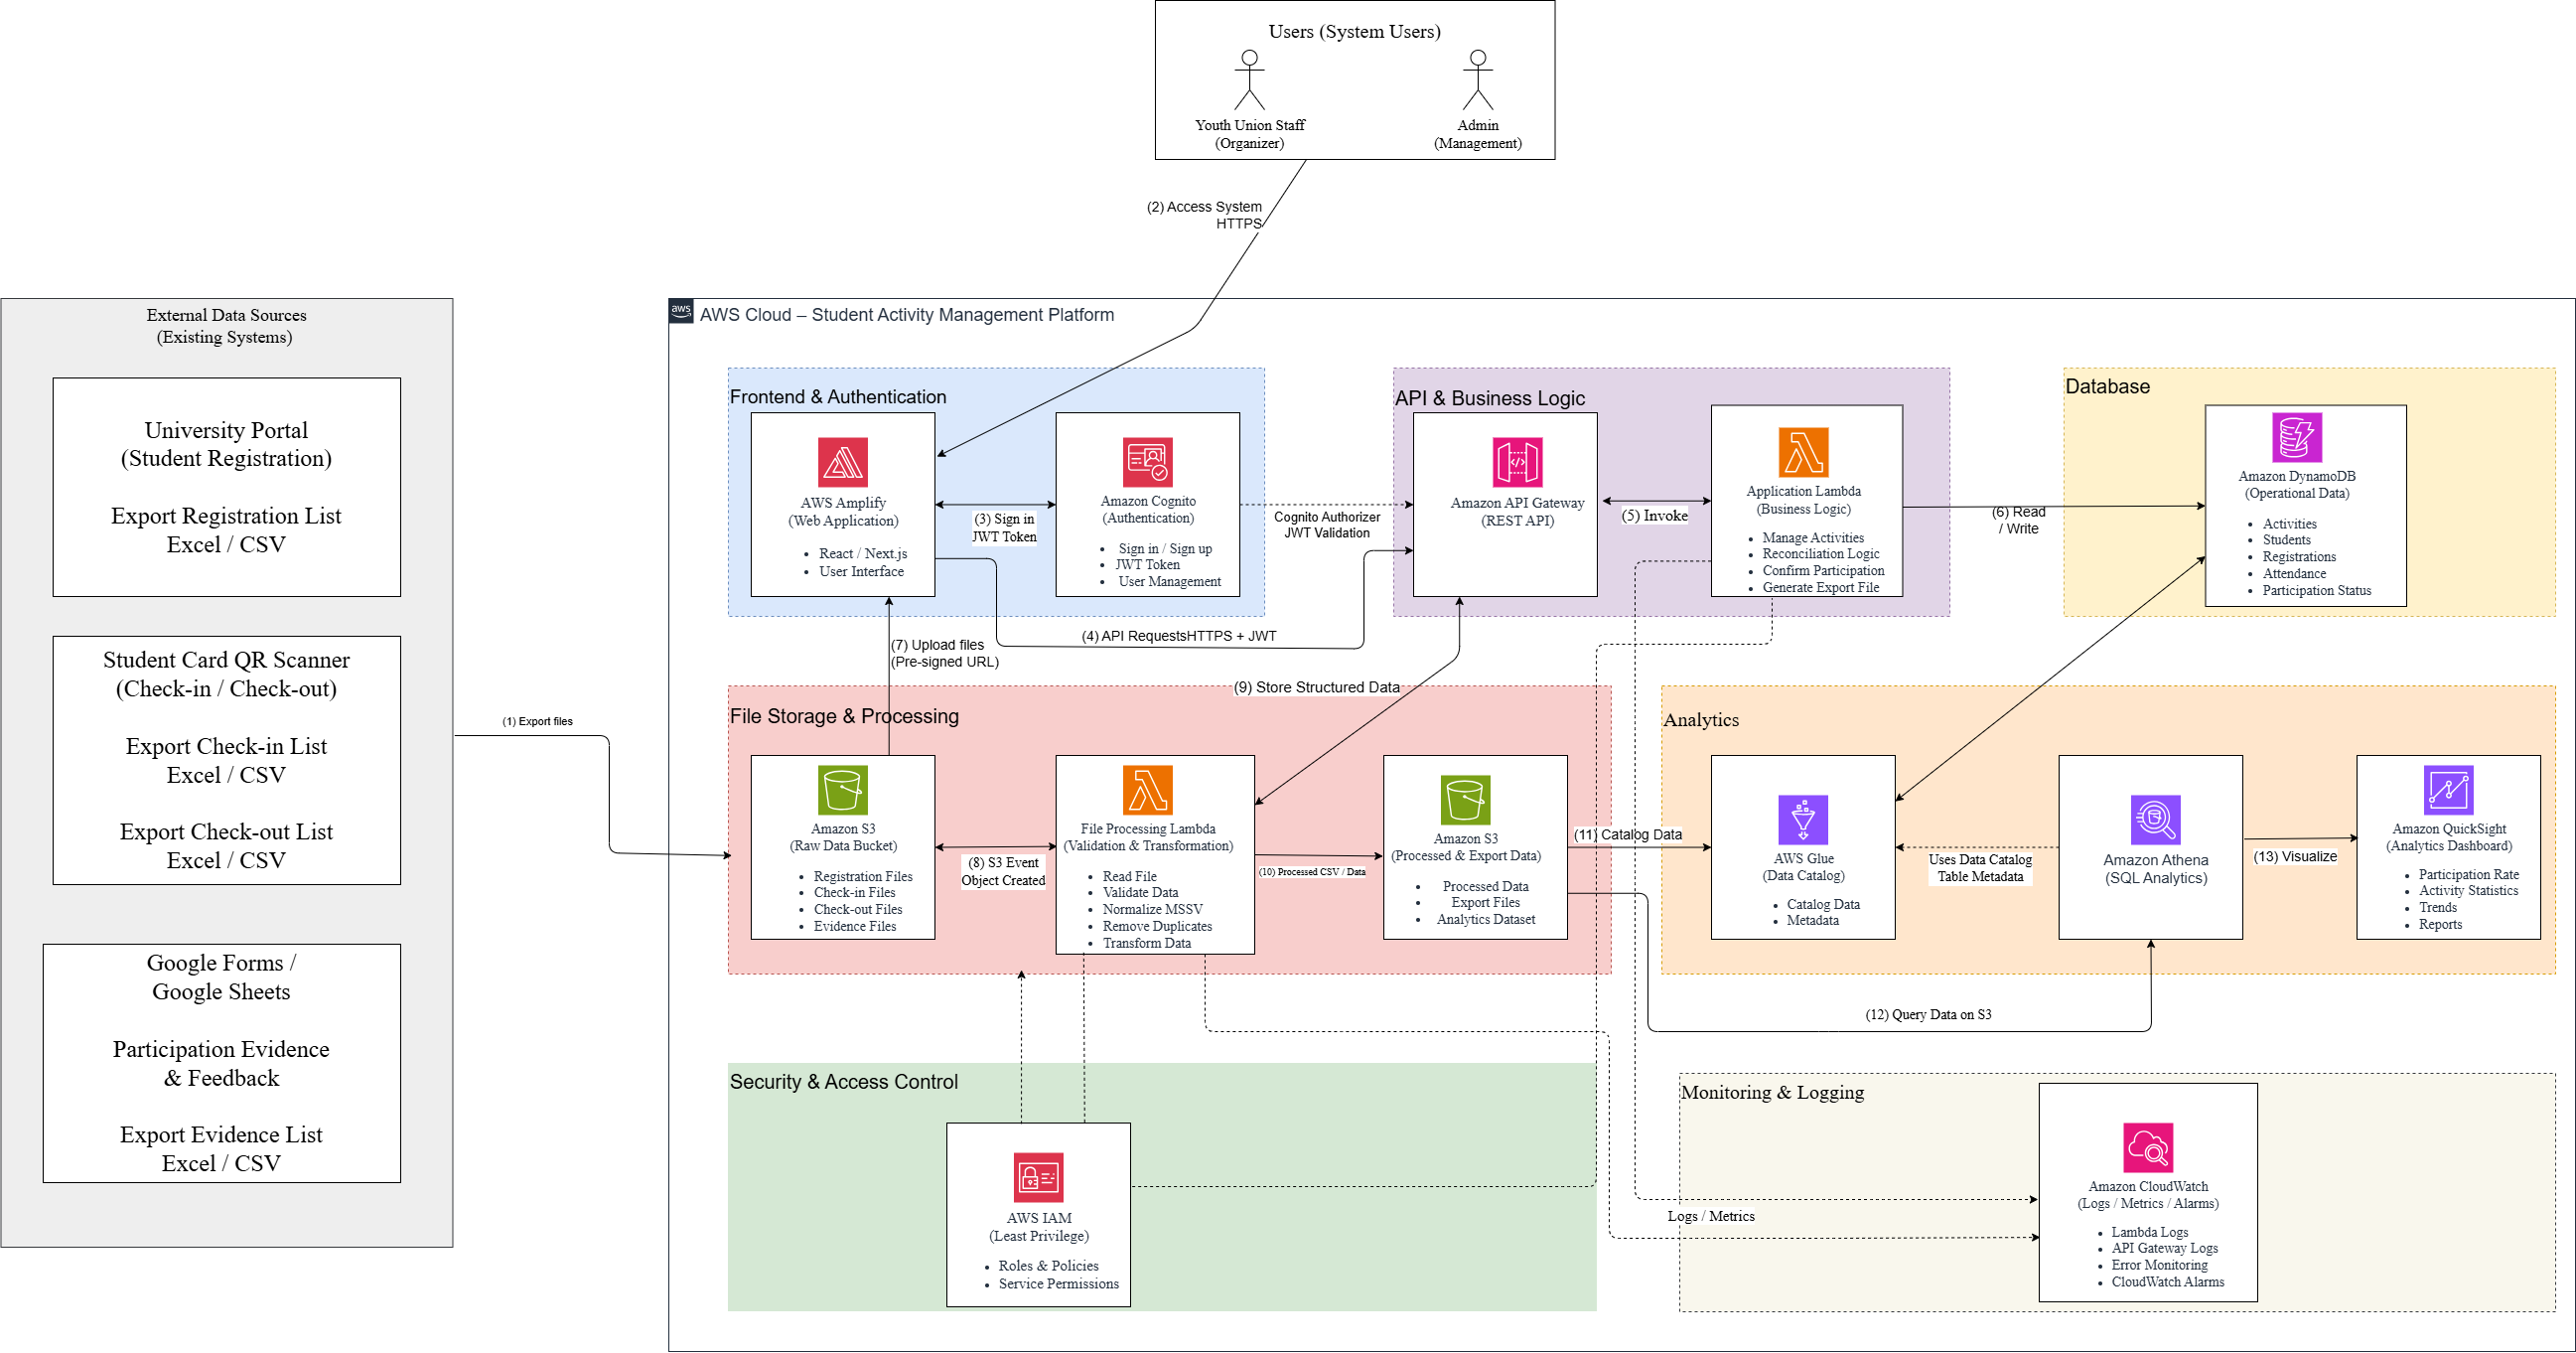 Users (System Users)
Youth Union Staff
(Organizer)
Admin
(Management)
(2) Access System
HTTPS
External Data Sources
(Existing Systems)
University Portal
(Student Registration)
Export Registration List
Excel / CSV
Student Card QR Scanner
(Check-in / Check-out)
Export Check-in List
Excel / CSV
Export Check-out List
Excel / CSV
Google Forms /
Google Sheets
Participation Evidence
& Feedback
Export Evidence List
Excel / CSV
(1) Export files
aws
AWS Cloud – Student Activity Management Platform
Frontend & Authentication
AWS Amplify
(Web Application)
• React / Next.js
• User Interface
(3) Sign in
JWT Token
Amazon Cognito
(Authentication)
• Sign in / Sign up
• JWT Token
• User Management
Cognito Authorizer
JWT Validation
(4) API RequestsHTTPS + JWT
API & Business Logic
Amazon API Gateway
(REST API)
(5) Invoke
Application Lambda
(Business Logic)
• Manage Activities
• Reconciliation Logic
• Confirm Participation
• Generate Export File
(6) Read
/ Write
Database
Amazon DynamoDB
(Operational Data)
• Activities
• Students
• Registrations
• Attendance
• Participation Status
(7) Upload files
(Pre-signed URL)
(9) Store Structured Data
File Storage & Processing
Amazon S3
(Raw Data Bucket)
• Registration Files
• Check-in Files
• Check-out Files
• Evidence Files
(8) S3 Event
Object Created
File Processing Lambda
(Validation & Transformation)
• Read File
• Validate Data
• Normalize MSSV
• Remove Duplicates
• Transform Data
(10) Processed CSV / Data
Amazon S3
(Processed & Export Data)
• Processed Data
• Export Files
• Analytics Dataset
(11) Catalog Data
Analytics
AWS Glue
(Data Catalog)
• Catalog Data
• Metadata
Uses Data Catalog
Table Metadata
Amazon Athena
(SQL Analytics)
(13) Visualize
Amazon QuickSight
(Analytics Dashboard)
• Participation Rate
• Activity Statistics
• Trends
• Reports
(12) Query Data on S3
Security & Access Control
AWS IAM
(Least Privilege)
• Roles & Policies
• Service Permissions
Logs / Metrics
Monitoring & Logging
Amazon CloudWatch
(Logs / Metrics / Alarms)
• Lambda Logs
• API Gateway Logs
• Error Monitoring
• CloudWatch Alarms